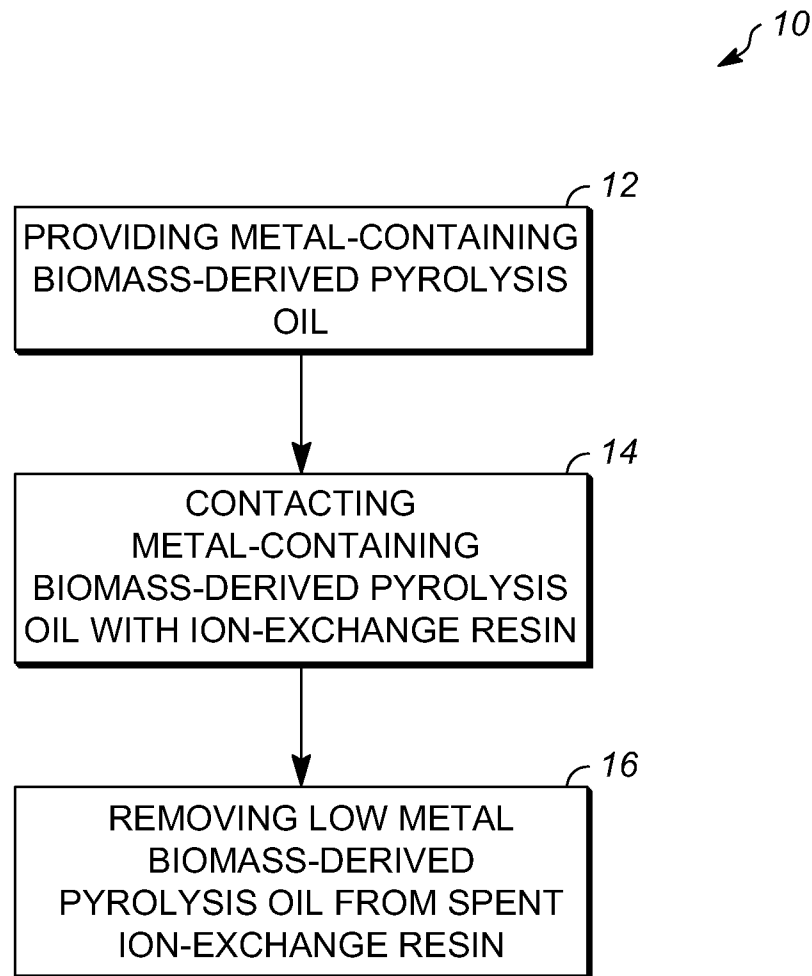 10
12
PROVIDING METAL-CONTAINING
BIOMASS-DERIVED PYROLYSIS
OIL
14
CONTACTING
METAL-CONTAINING
BIOMASS-DERIVED PYROLYSIS
OIL WITH ION-EXCHANGE RESIN
16
REMOVING LOW METAL
BIOMASS-DERIVED
PYROLYSIS OIL FROM SPENT
ION-EXCHANGE RESIN